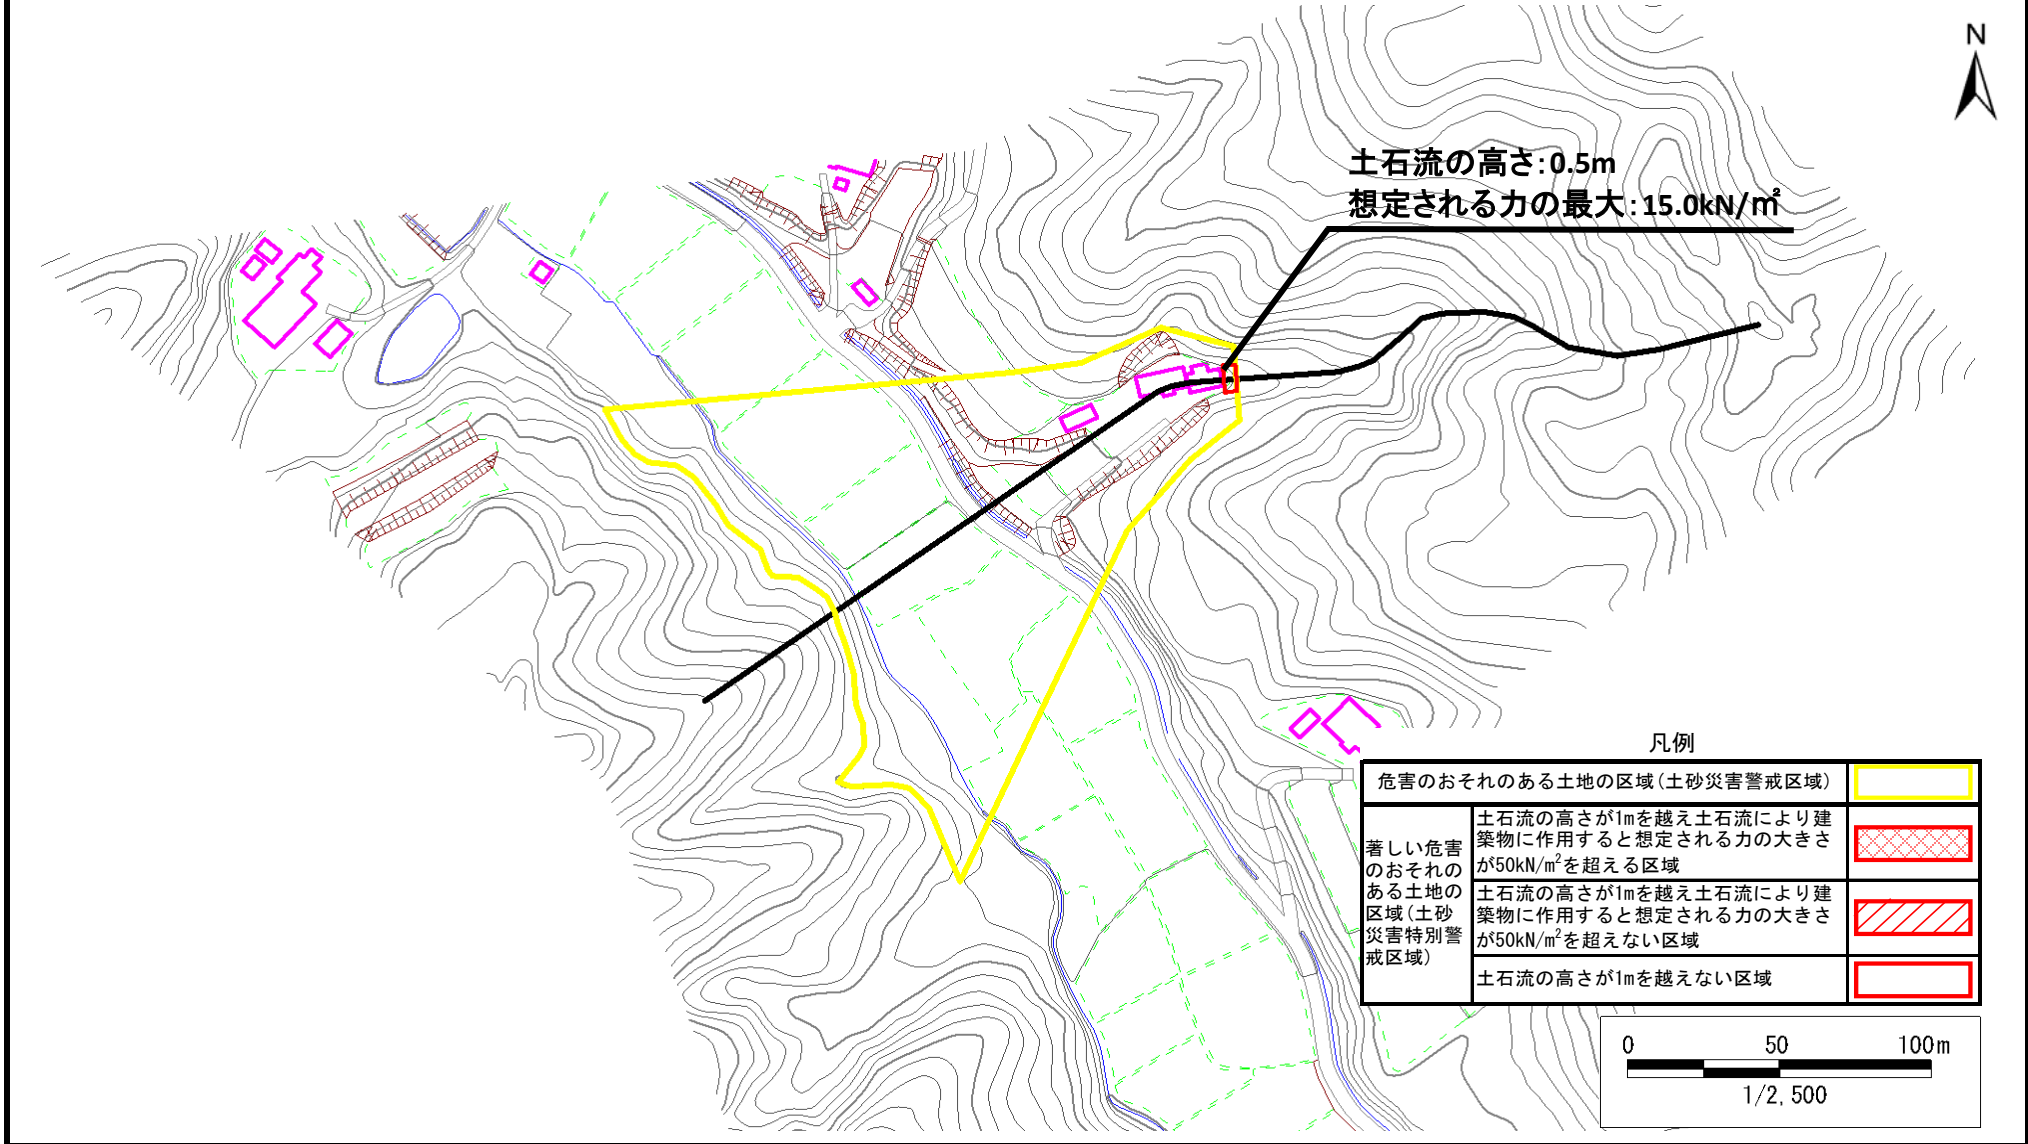 N
土石流の高さ:0.5m
想定される力の最大:15.0kN/㎡
凡例
危害のおそれのある土地の区域(土砂災害警戒区域)
著しい危害
のおそれの
ある土地の
区域(土砂
災害特別警
戒区域)
土石流の高さが1mを越え土石流により建
築物に作用すると想定される力の大きさ
が50kN/m²を超える区域
土石流の高さが1mを越え土石流により建
築物に作用すると想定される力の大きさ
が50kN/m²を超えない区域
土石流の高さが1mを越えない区域
0 50 100m
1/2,500